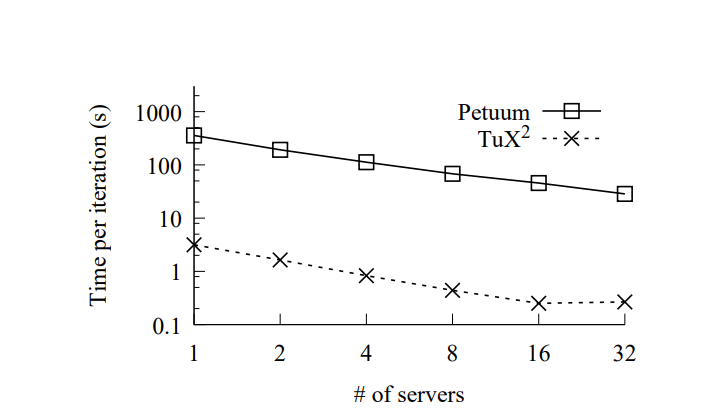 Time per iteration (s)
1000
100
10
1
0.1
Petuum
TuX²
1 2 4 8 16 32
# of servers